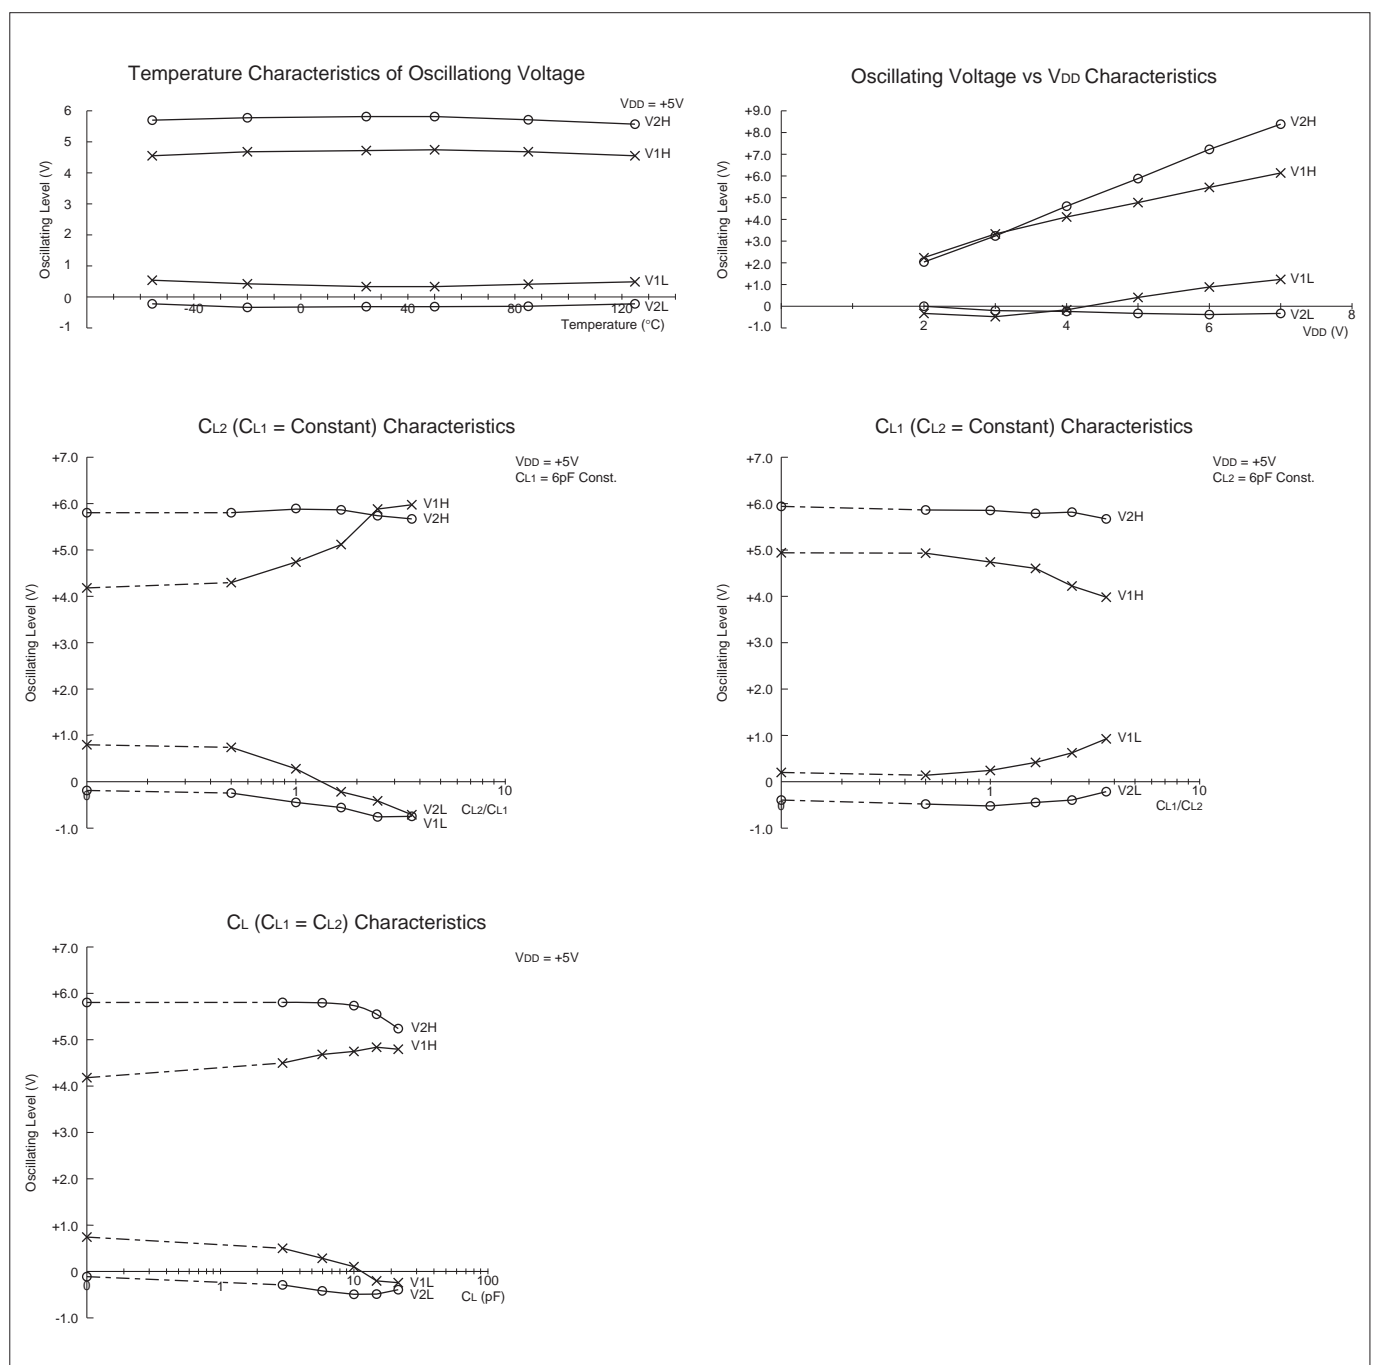 Temperature Characteristics of Oscillationg Voltage
VDD = +5V
Oscillating Level (V)
6
5
4
3
2
1
0
-1
-40
0
40
80
120
Temperature (°C)
V2H
V1H
V1L
V2L
Oscillating Voltage vs VDD Characteristics
Oscillating Level (V)
+9.0
+8.0
+7.0
+6.0
+5.0
+4.0
+3.0
+2.0
+1.0
0
-1.0
2
4
6
8
VDD (V)
V2H
V1H
V1L
V2L
CL2 (CL1 = Constant) Characteristics
VDD = +5V
CL1 = 6pF Const.
Oscillating Level (V)
+7.0
+6.0
+5.0
+4.0
+3.0
+2.0
+1.0
0
-1.0
0
1
10
CL2/CL1
V1H
V2H
V2L
V1L
CL1 (CL2 = Constant) Characteristics
VDD = +5V
CL2 = 6pF Const.
Oscillating Level (V)
+7.0
+6.0
+5.0
+4.0
+3.0
+2.0
+1.0
0
-1.0
0
1
10
CL1/CL2
V2H
V1H
V1L
V2L
CL (CL1 = CL2) Characteristics
VDD = +5V
Oscillating Level (V)
+7.0
+6.0
+5.0
+4.0
+3.0
+2.0
+1.0
0
-1.0
0
1
10
100
CL (pF)
V2H
V1H
V1L
V2L